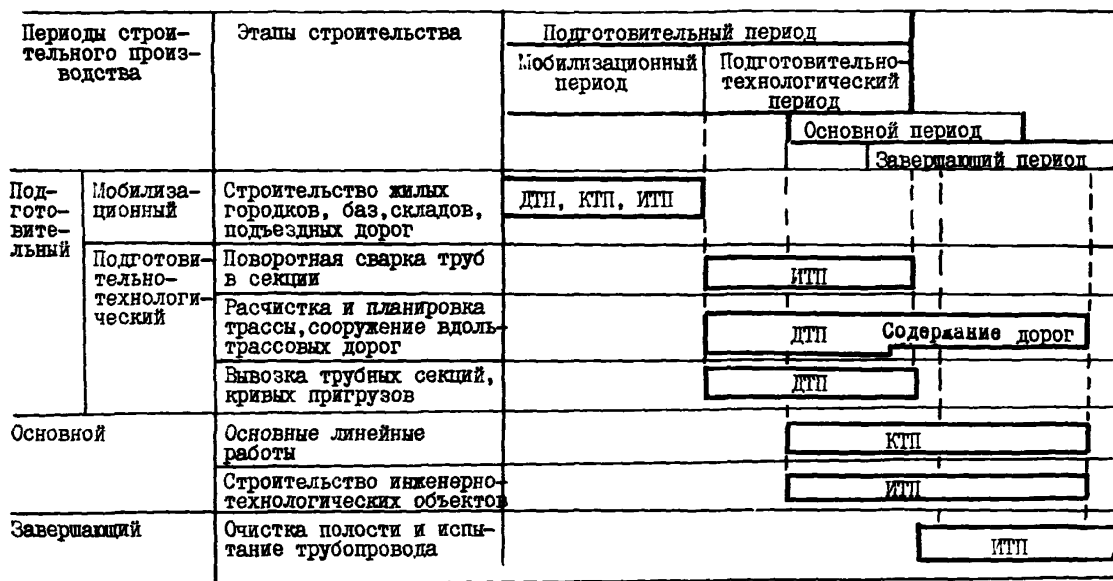 Периоды строи-
тельного произ-
водства
Этапы строительства
Подготовительный период
Мобилизационный
период
Подготовительно-
технологический
период
Основной период
Завершающий период
Под-
гото-
вите-
льный
Мобилиза-
ционный
Строительство жилых
городков, баз,складов,
подъездных дорог
ДТП, КТП, ИТП
Подготови-
тельно-
технологи-
ческий
Поворотная сварка труб
в секции
ИТП
Расчистка и планировка
трассы,сооружение вдоль-
трассовых дорог
ДТП
Содержание дорог
Вывозка трубных секций,
кривых пригрузов
ДТП
Основной
Основные линейные
работы
КТП
Строительство инженерно-
технологических объектов
ИТП
Завершающий
Очистка полости и испы-
тание трубопровода
ИТП